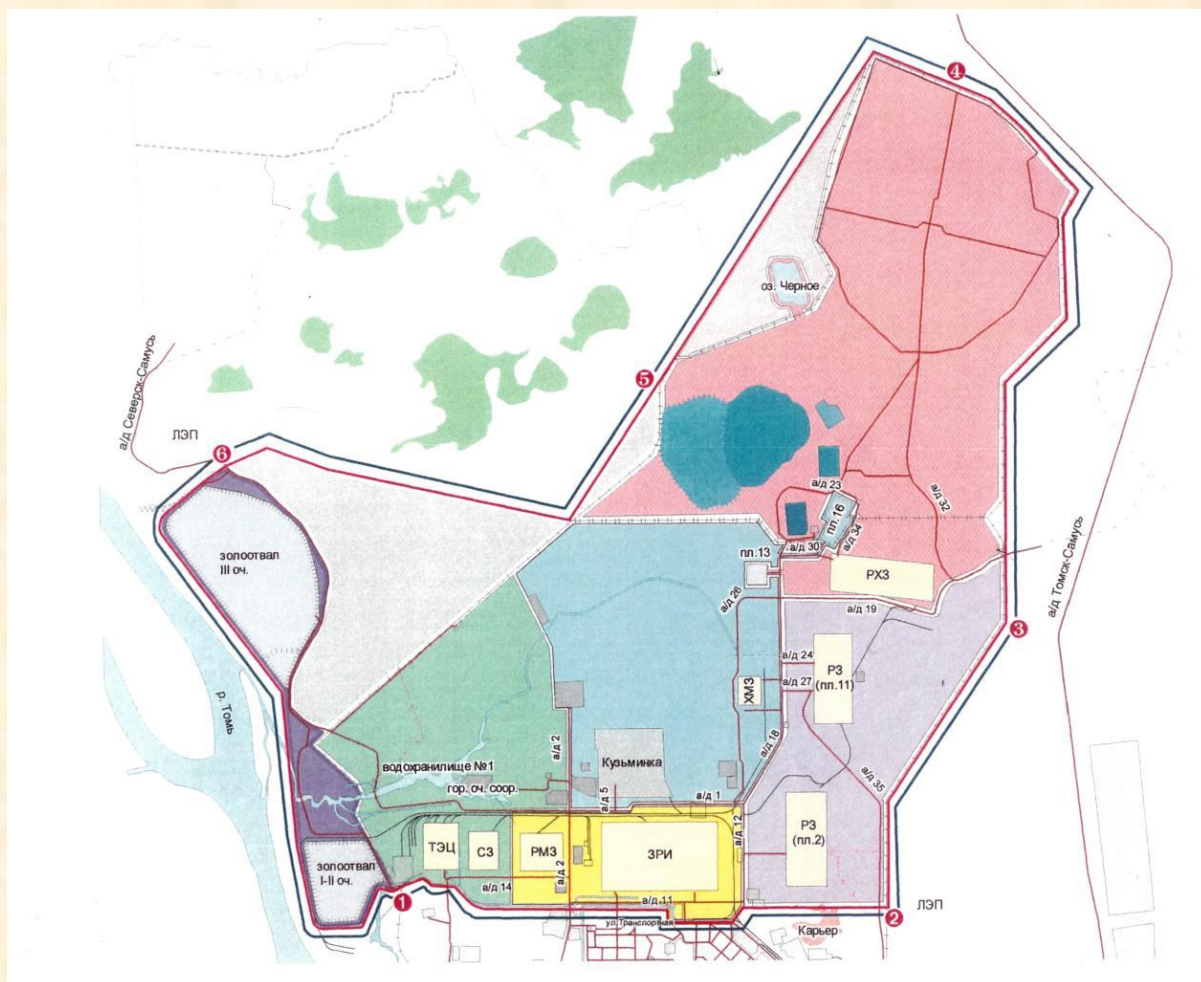 4
оз. Черное
а/д Северск-Самусь
5
ЛЭП
6
а/д 23
а/д 32
пл.16
золоотвал
III оч.
пл.13
а/д 30
а/д 34
РХЗ
а/д Томск-Самусь
а/д 26
а/д 19
3
р. Томь
а/д 24
РЗ
(пл.11)
а/д 27
ХМЗ
а/д 2
а/д 18
водохранилище №1
Кузьминка
гор. оч. соор.
а/д 5
а/д 1
а/д 35
а/д 12
ТЭЦ
СЗ
РМЗ
ЗРИ
РЗ
(пл.2)
золоотвал
I-II оч.
а/д 2
а/д 14
1
а/д 11
ЛЭП
2
ул.Транспортная
Карьер